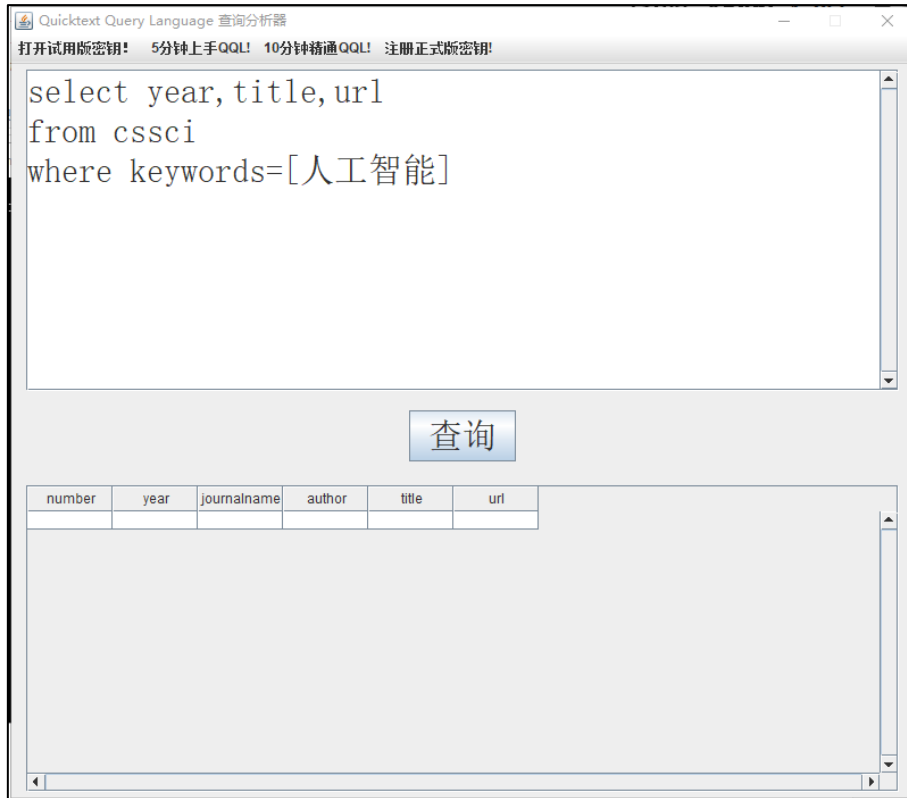 Quicktext Query Language 查询分析器
打开试用版密钥! 5分钟上手QQL! 10分钟精通QQL! 注册正式版密钥!
select year,title,url
from cssci
where keywords=[人工智能]
查询
number year journalname author title url